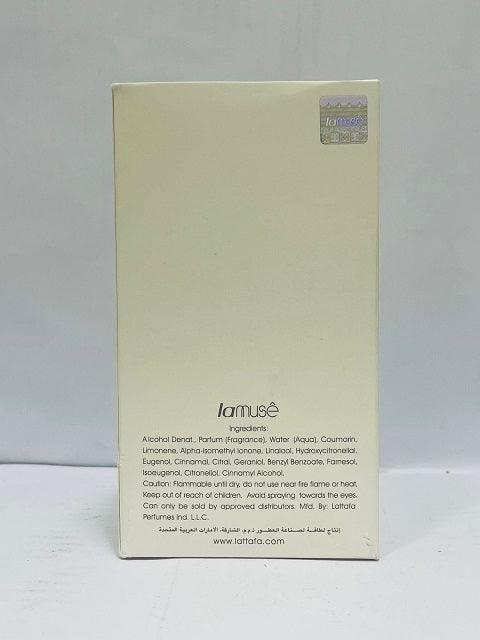 lamusê
lamusê
Ingredients:
Alcohol Denat., Parfum (Fragrance), Water (Aqua), Coumarin,
Limonene, Alpha-isomethyl Ionone, Linalool, Hydroxycitronellal,
Eugenol, Cinnamal, Citral, Geraniol, Benzyl Benzoate, Farnesol,
Isoeugenol, Citronellol, Cinnamyl Alcohol.
Caution: Flammable until dry, do not use near fire flame or heat,
Keep out of reach of children. Avoid spraying towards the eyes.
Can only be sold by approved distributors. Mfd. By: Lattafa
Perfumes Ind. L.L.C.
إنتاج لطافة لصناعة العطور ذ.م.م. الشارقة، الامارات العربية المتحدة
www.lattafa.com